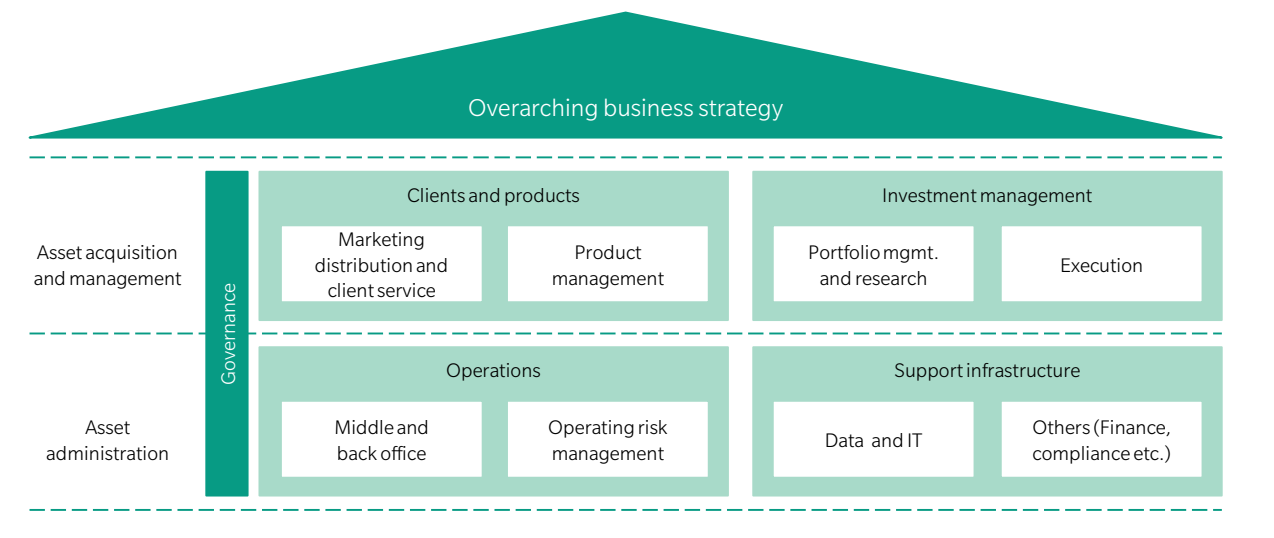 Overarching business strategy
Asset acquisition
and management
Governance
Clients and products
Marketing
distribution and
client service
Product
management
Investment management
Portfolio mgmt.
and research
Execution
Asset
administration
Operations
Middle and
back office
Operating risk
management
Support infrastructure
Data and IT
Others (Finance,
compliance etc.)